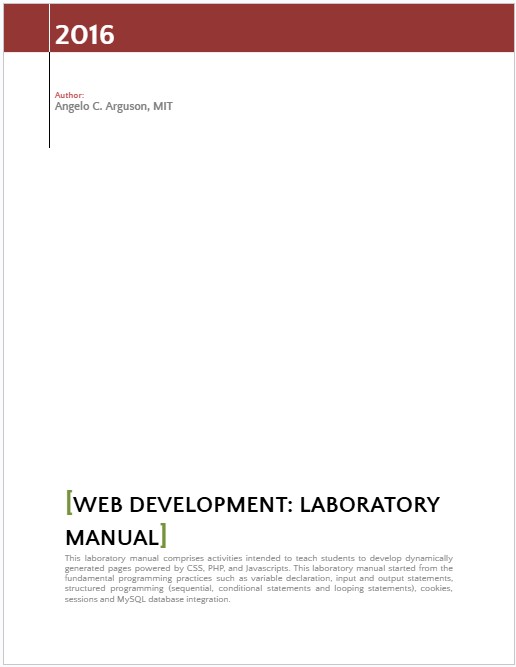 2016
Author:
Angelo C. Arguson, MIT
[WEB DEVELOPMENT: LABORATORY
MANUAL]
This laboratory manual comprises activities intended to teach students to develop dynamically
generated pages powered by CSS, PHP, and Javascripts. This laboratory manual started from the
fundamental programming practices such as variable declaration, input and output statements,
structured programming (sequential, conditional statements and looping statements), cookies,
sessions and MySQL database integration.